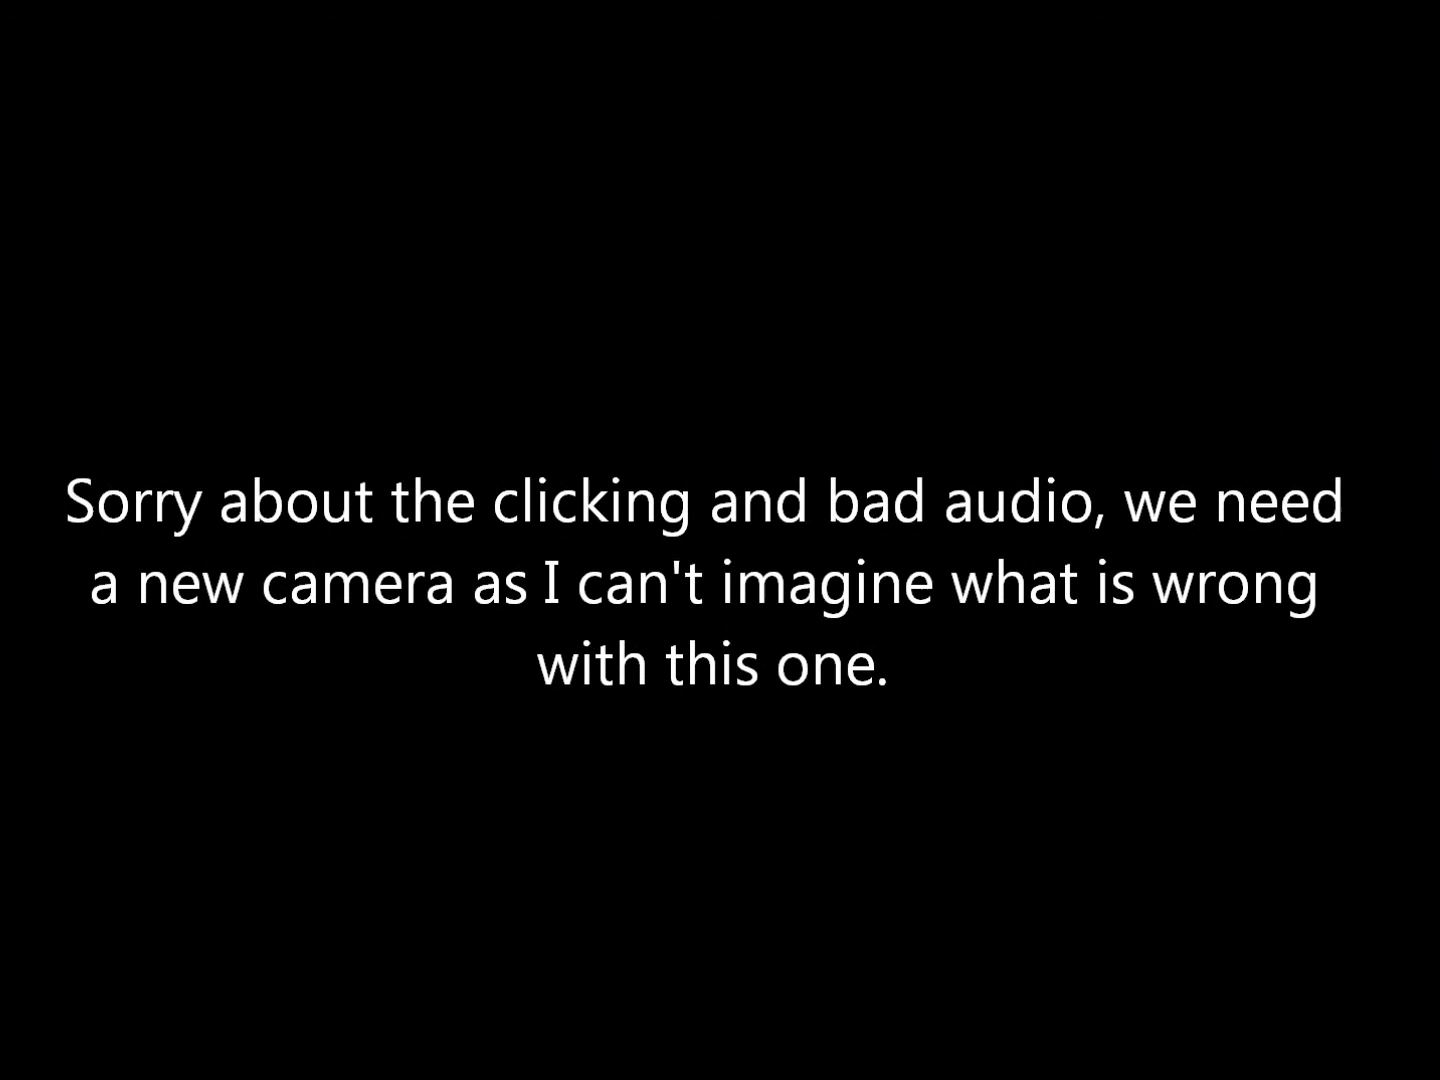 Sorry about the clicking and bad audio, we need
a new camera as I can't imagine what is wrong
with this one.